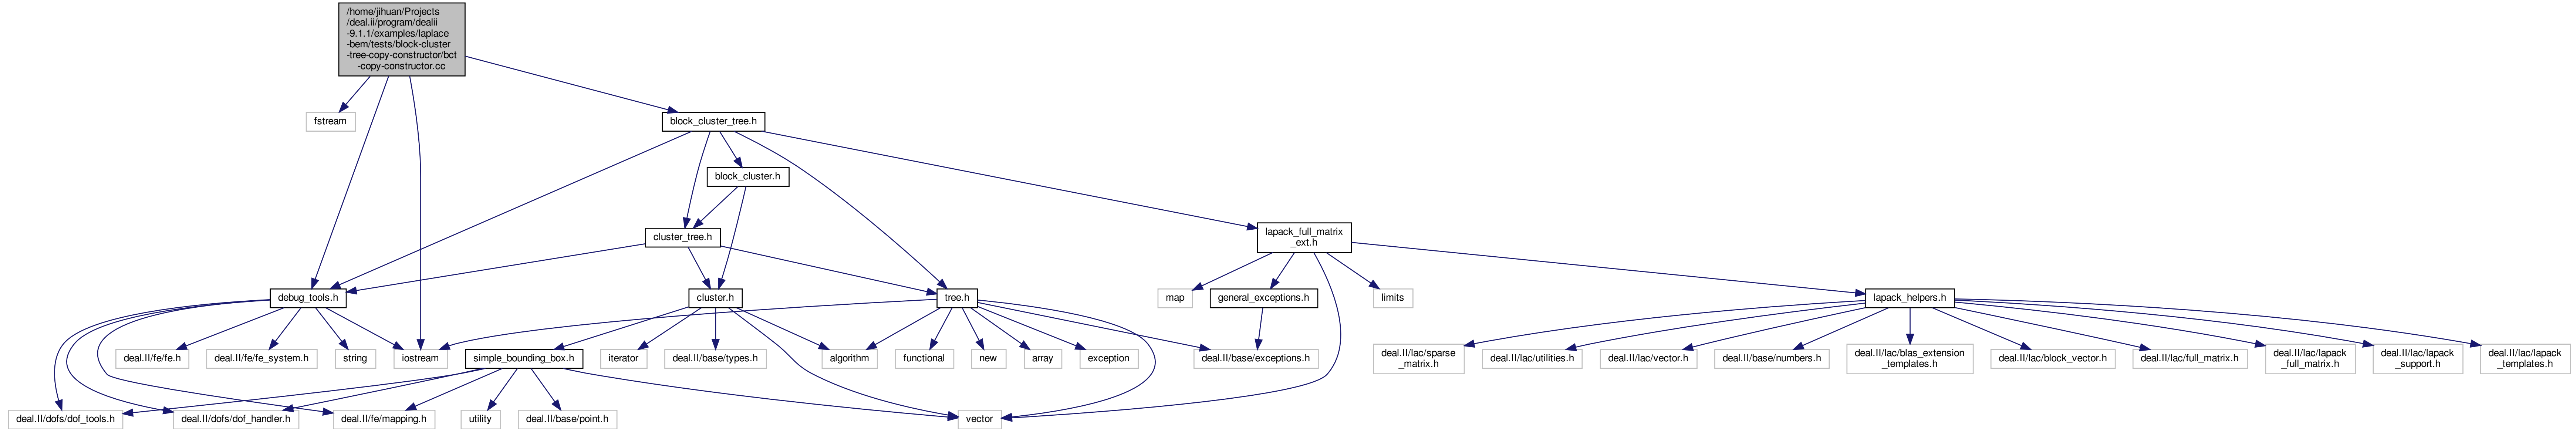 /home/jihuan/Projects
/deal.ii/program/dealii
-9.1.1/examples/laplace
-bem/tests/block-cluster
-tree-copy-constructor/bct
-copy-constructor.cc
fstream
block_cluster_tree.h
block_cluster.h
cluster_tree.h
lapack_full_matrix
_ext.h
debug_tools.h
cluster.h
tree.h
map
general_exceptions.h
limits
lapack_helpers.h
deal.II/fe/fe.h
deal.II/fe/fe_system.h
string
iostream
simple_bounding_box.h
iterator
deal.II/base/types.h
algorithm
functional
new
array
exception
deal.II/base/exceptions.h
deal.II/lac/sparse
_matrix.h
deal.II/lac/utilities.h
deal.II/lac/vector.h
deal.II/base/numbers.h
deal.II/lac/blas_extension
_templates.h
deal.II/lac/block_vector.h
deal.II/lac/full_matrix.h
deal.II/lac/lapack
_full_matrix.h
deal.II/lac/lapack
_support.h
deal.II/lac/lapack
_templates.h
deal.II/dofs/dof_tools.h
deal.II/dofs/dof_handler.h
deal.II/fe/mapping.h
utility
deal.II/base/point.h
vector